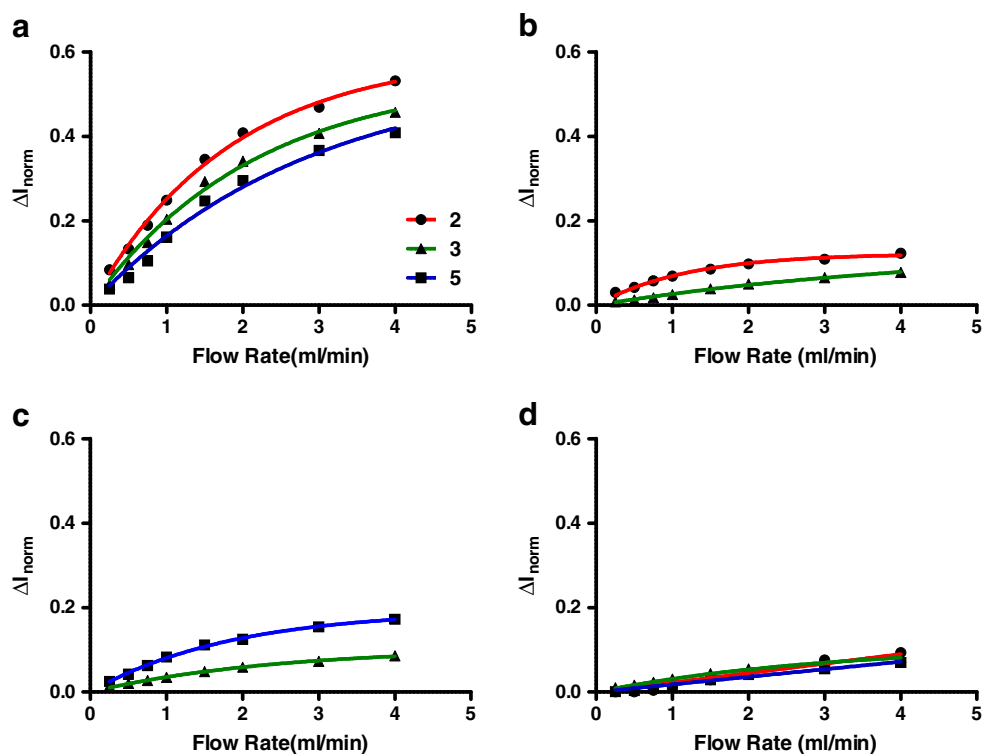 a
0.6
0.4
0.2
0.0
ΔInorm
0 1 2 3 4 5
Flow Rate(ml/min)
2
3
5
b
0.6
0.4
0.2
0.0
ΔInorm
0 1 2 3 4 5
Flow Rate (ml/min)
c
0.6
0.4
0.2
0.0
ΔInorm
0 1 2 3 4 5
Flow Rate(ml/min)
d
0.6
0.4
0.2
0.0
ΔInorm
0 1 2 3 4 5
Flow Rate (ml/min)